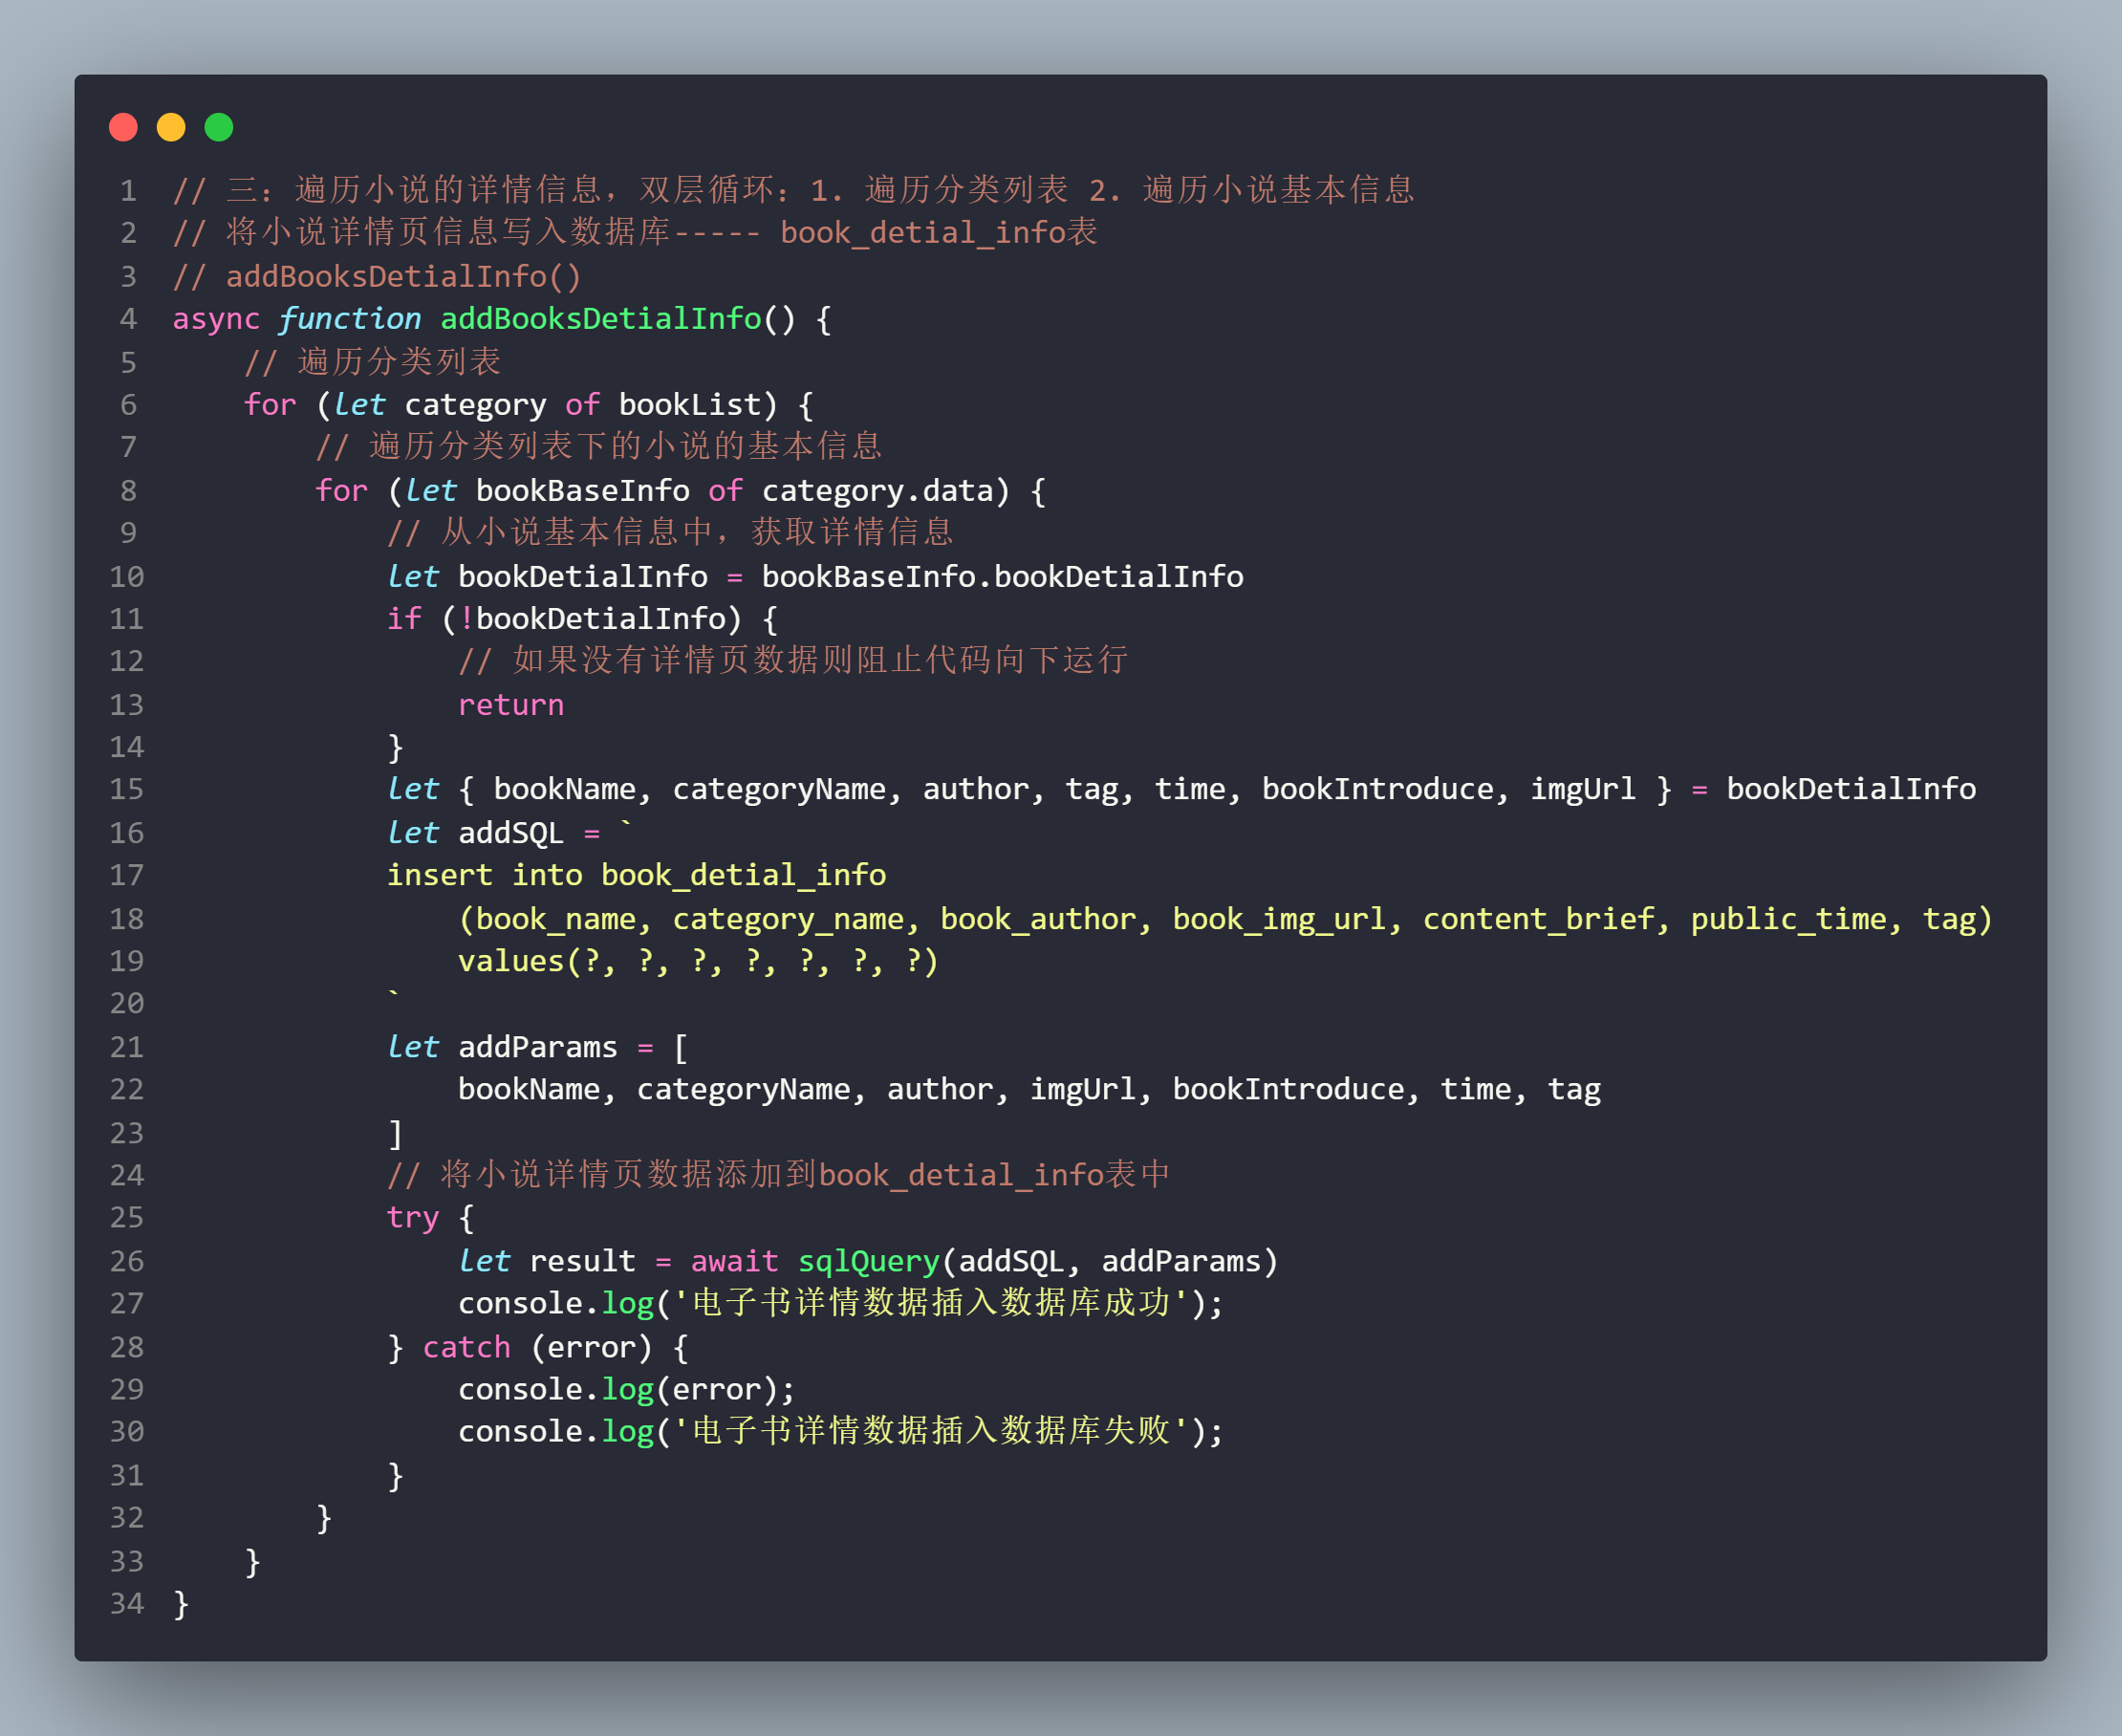 1 // 三：遍历小说的详情信息，双层循环：1. 遍历分类列表 2. 遍历小说基本信息
2 // 将小说详情页信息写入数据库----- book_detial_info表
3 // addBooksDetialInfo()
4 async function addBooksDetialInfo() {
5     // 遍历分类列表
6     for (let category of bookList) {
7         // 遍历分类列表下的小说的基本信息
8         for (let bookBaseInfo of category.data) {
9             // 从小说基本信息中，获取详情信息
10             let bookDetialInfo = bookBaseInfo.bookDetialInfo
11             if (!bookDetialInfo) {
12                 // 如果没有详情页数据则阻止代码向下运行
13                 return
14             }
15             let { bookName, categoryName, author, tag, time, bookIntroduce, imgUrl } = bookDetialInfo
16             let addSQL = `
17             insert into book_detial_info
18                 (book_name, category_name, book_author, book_img_url, content_brief, public_time, tag)
19                 values(?, ?, ?, ?, ?, ?, ?)
20             `
21             let addParams = [
22                 bookName, categoryName, author, imgUrl, bookIntroduce, time, tag
23             ]
24             // 将小说详情页数据添加到book_detial_info表中
25             try {
26                 let result = await sqlQuery(addSQL, addParams)
27                 console.log('电子书详情数据插入数据库成功');
28             } catch (error) {
29                 console.log(error);
30                 console.log('电子书详情数据插入数据库失败');
31             }
32         }
33     }
34 }